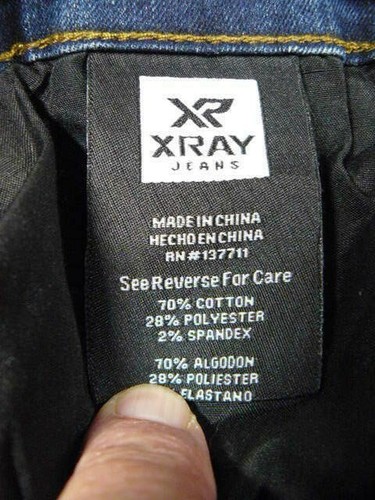 XR
XRAY
JEANS
MADE IN CHINA
HECHO EN CHINA
RN#137711
See Reverse For Care
70% COTTON
28% POLYESTER
2% SPANDEX
70% ALGODON
28% POLIESTER
ELASTANO